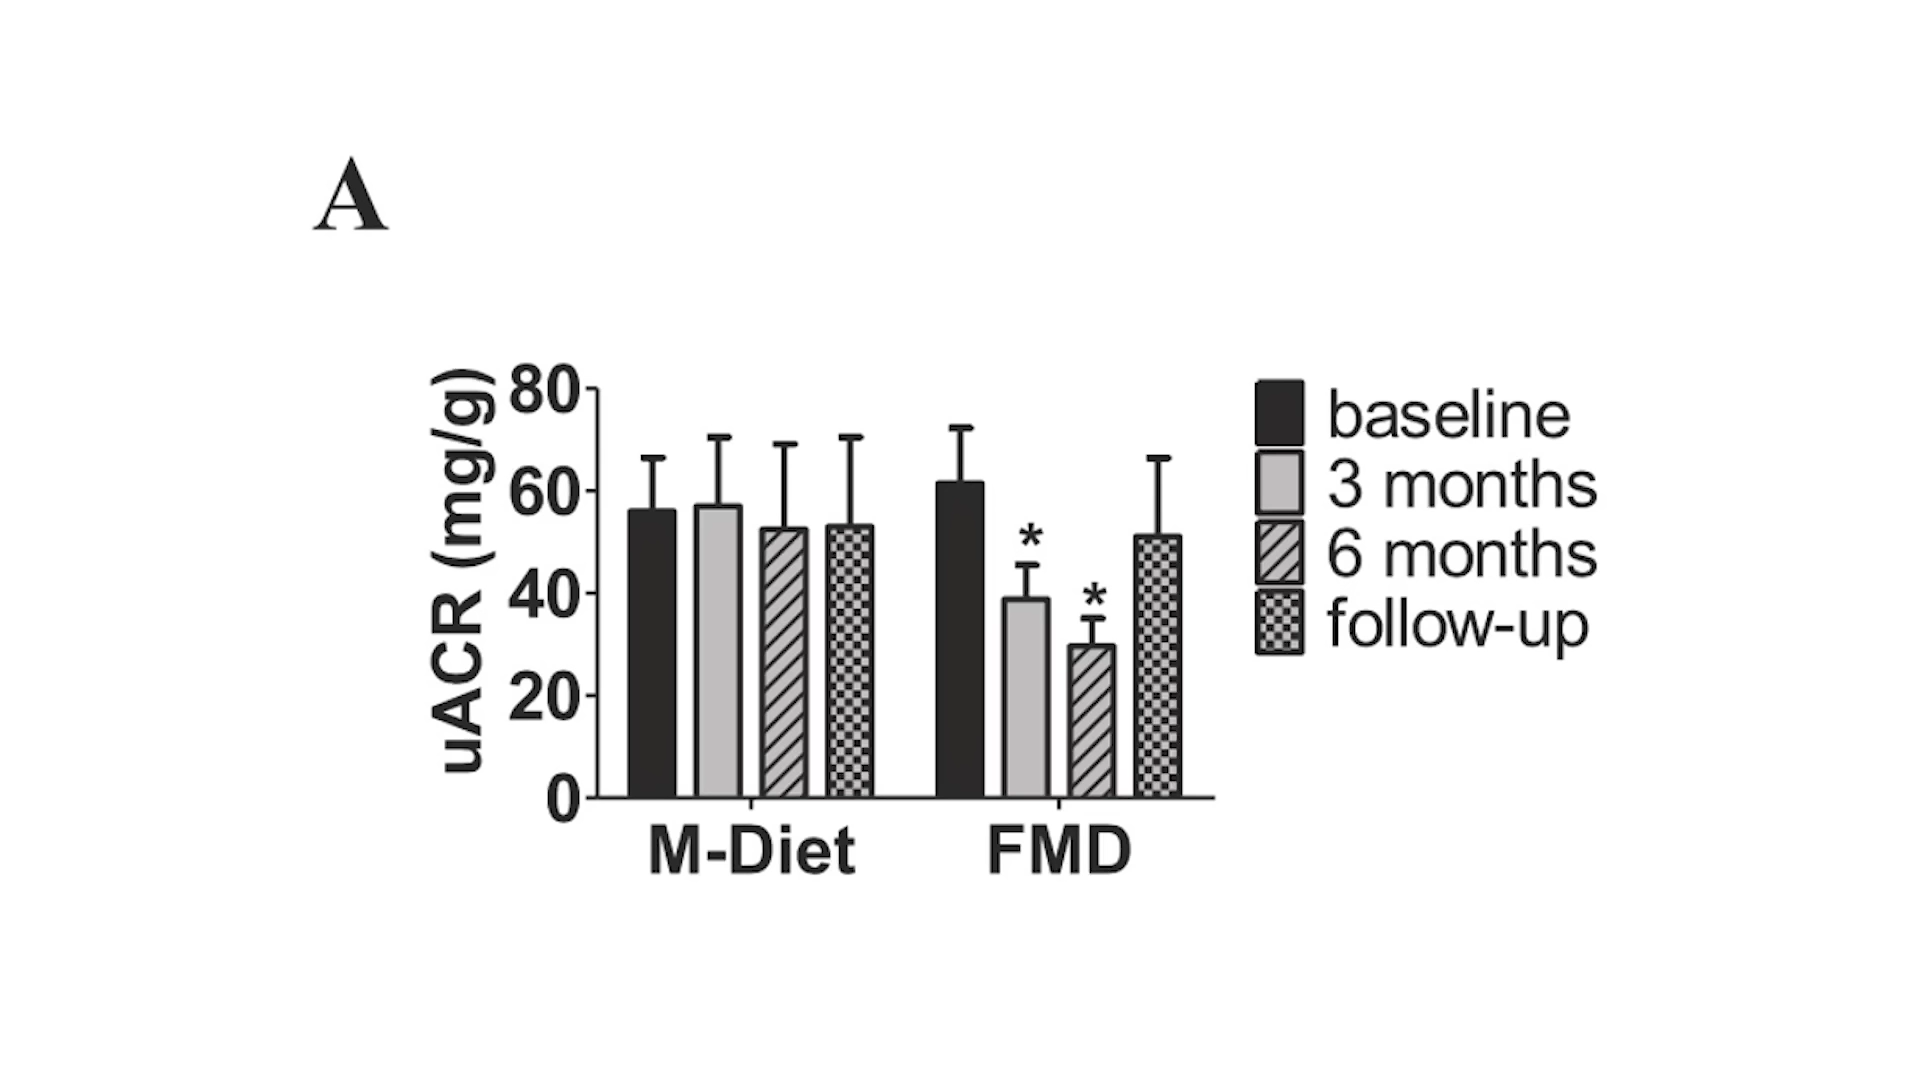 A
uACR (mg/g)
80
60
40
20
0
*
*
M-Diet
FMD
baseline
3 months
6 months
follow-up